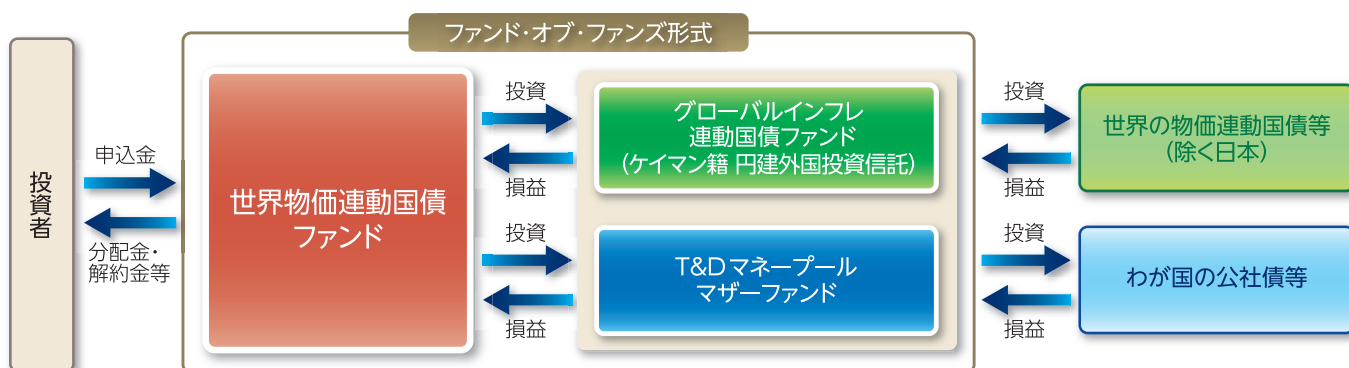 ファンド・オブ・ファンズ形式
投資者
申込金
分配金・
解約金等
世界物価連動国債
ファンド
投資
損益
グローバルインフレ
連動国債ファンド
（ケイマン籍 円建外国投資信託）
投資
損益
世界の物価連動国債等
（除く日本）
投資
損益
T&Dマネープール
マザーファンド
投資
損益
わが国の公社債等